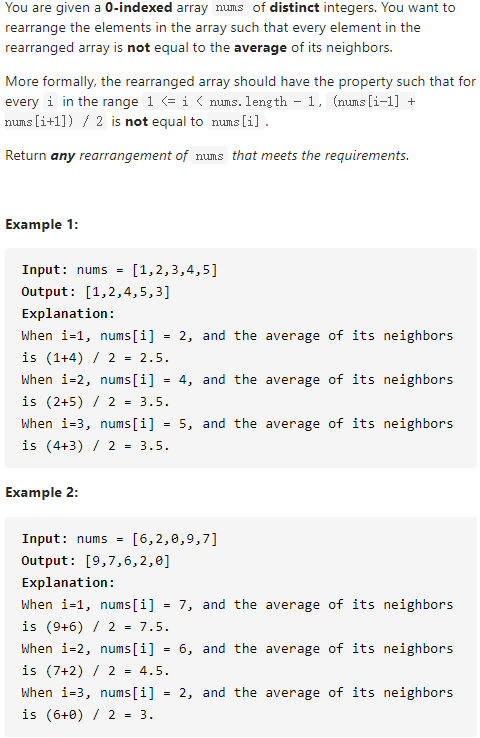 You are given a 0-indexed array nums of distinct integers. You want to
rearrange the elements in the array such that every element in the
rearranged array is not equal to the average of its neighbors.
More formally, the rearranged array should have the property such that for
every i in the range 1 <= i < nums.length - 1, (nums[i-1] +
nums[i+1]) / 2 is not equal to nums[i] .
Return any rearrangement of nums that meets the requirements.
Example 1:
Input: nums = [1,2,3,4,5]
Output: [1,2,4,5,3]
Explanation:
When i=1, nums[i] = 2, and the average of its neighbors
is (1+4) / 2 = 2.5.
When i=2, nums[i] = 4, and the average of its neighbors
is (2+5) / 2 = 3.5.
When i=3, nums[i] = 5, and the average of its neighbors
is (4+3) / 2 = 3.5.
Example 2:
Input: nums = [6,2,0,9,7]
Output: [9,7,6,2,0]
Explanation:
When i=1, nums[i] = 7, and the average of its neighbors
is (9+6) / 2 = 7.5.
When i=2, nums[i] = 6, and the average of its neighbors
is (7+2) / 2 = 4.5.
When i=3, nums[i] = 2, and the average of its neighbors
is (6+0) / 2 = 3.